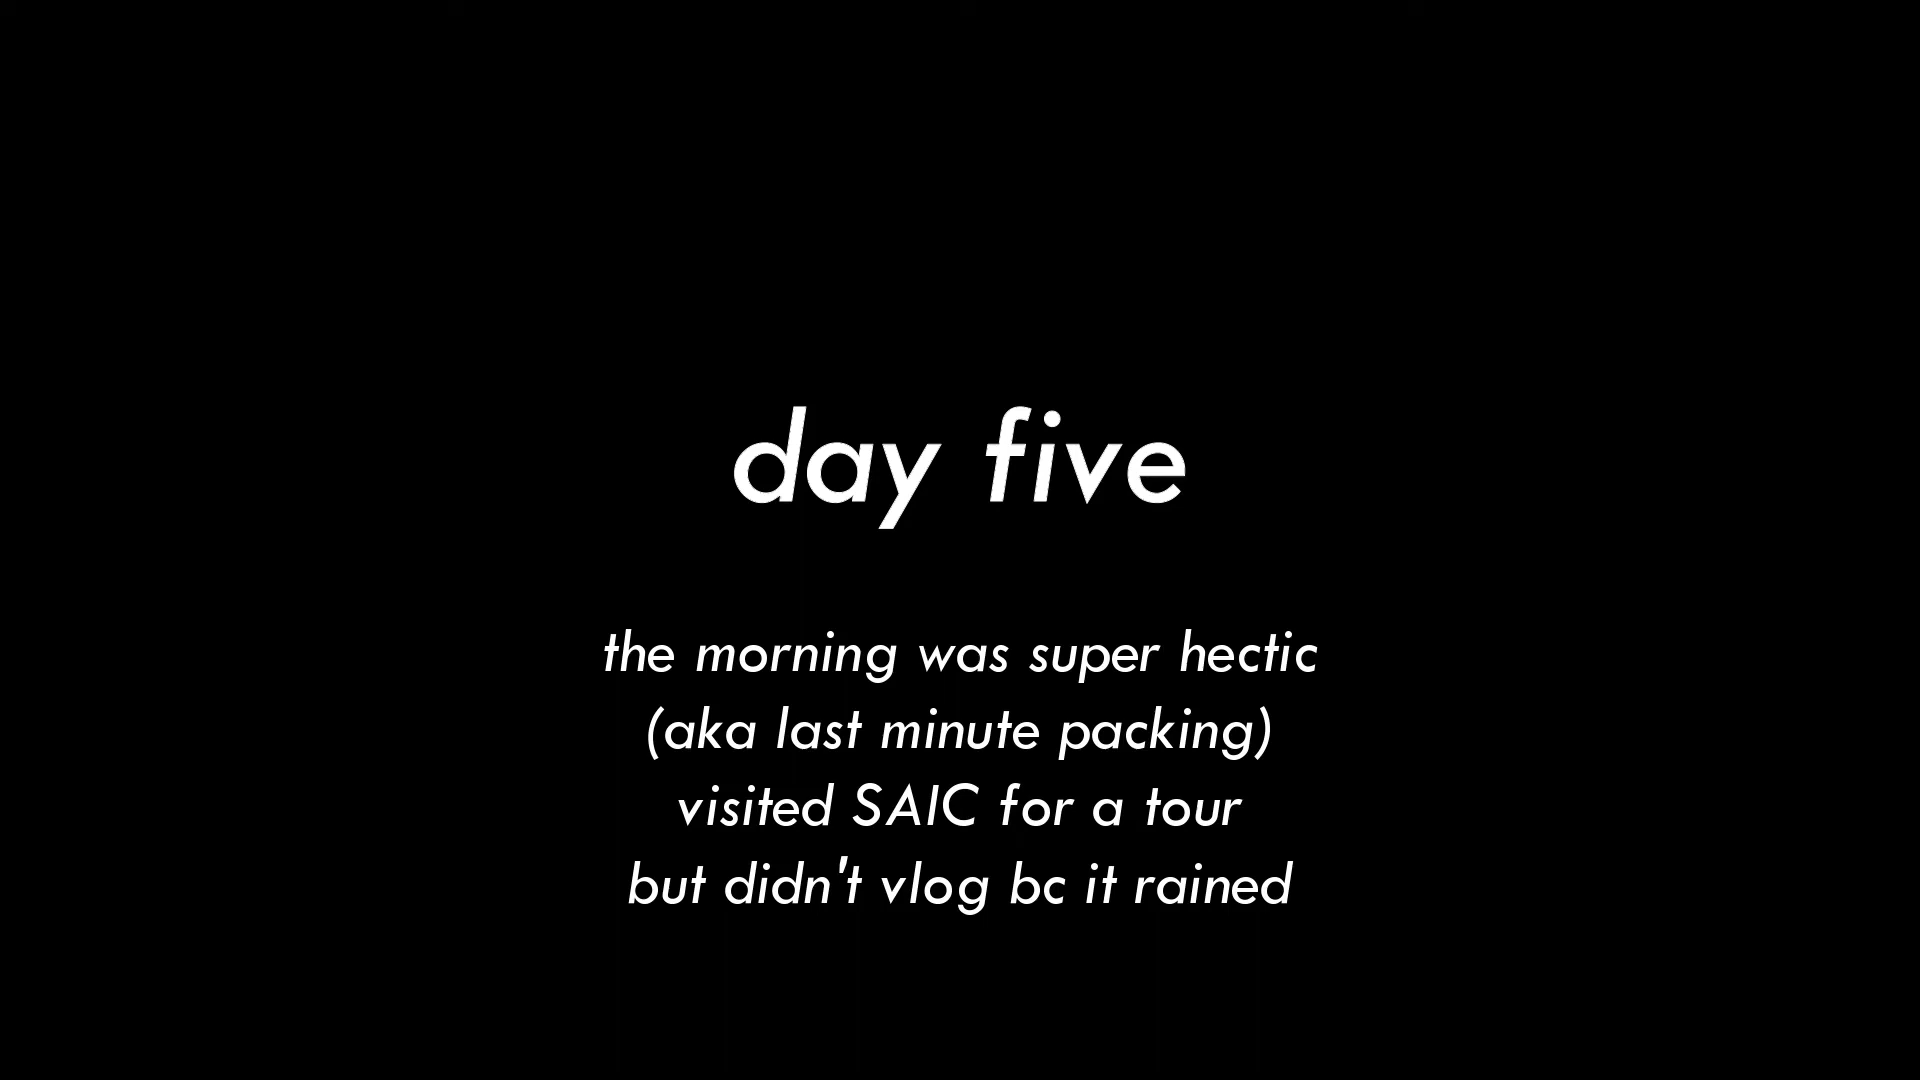 day five
the morning was super hectic
(aka last minute packing)
visited SAIC for a tour
but didn't vlog bc it rained